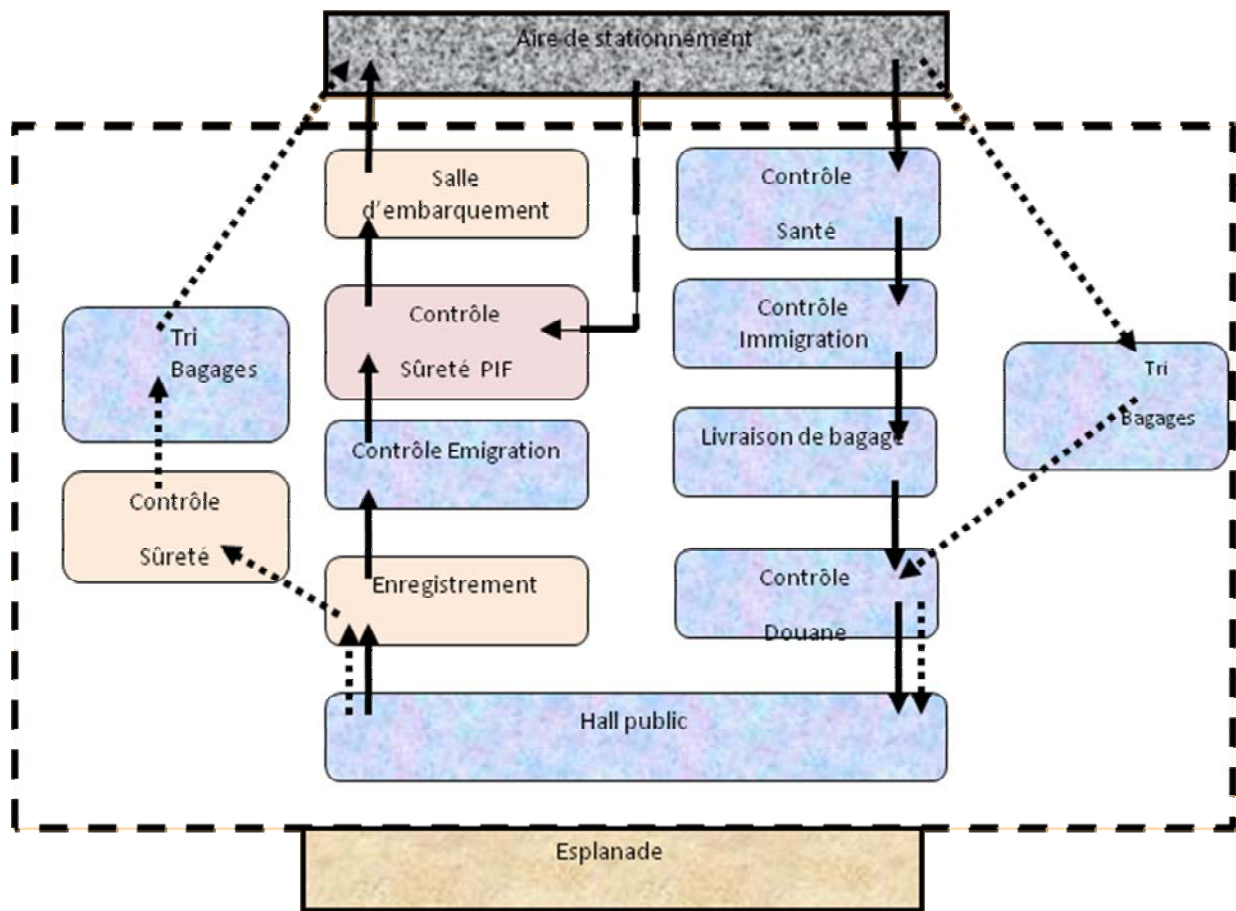 Aire de stationnement
Salle
d'embarquement
Contrôle
Sûreté PIF
Contrôle Emigration
Enregistrement
Tri
Bagages
Contrôle
Sûreté
Contrôle
Santé
Contrôle
Immigration
Livraison de bagage
Contrôle
Douane
Tri
Bagages
Hall public
Esplanade